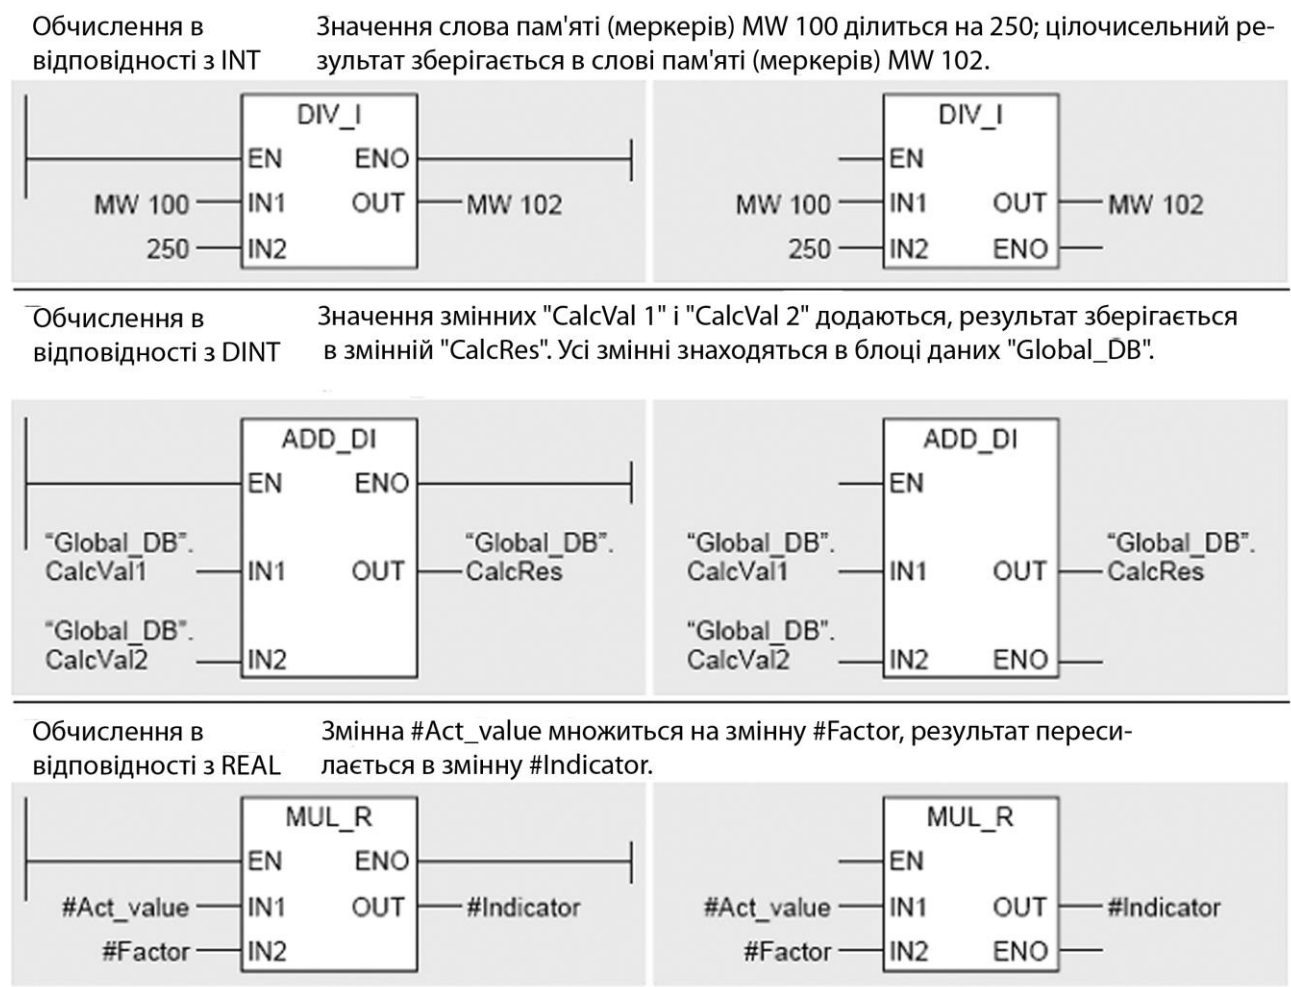 Обчислення в
відповідності з INT
Значення слова пам'яті (меркерів) MW 100 ділиться на 250; цілочисельний ре-
зультат зберігається в слові пам'яті (меркерів) MW 102.
DIV_I
EN ENO
MW 100 IN1 OUT MW 102
250 IN2
DIV_I
EN
MW 100 IN1 OUT MW 102
250 IN2 ENO
Обчислення в
відповідності з DINT
Значення змінних "CalcVal 1" і "CalcVal 2" додаються, результат зберігається
в змінній "CalcRes". Усі змінні знаходяться в блоці даних "Global_DB".
ADD_DI
EN ENO
“Global_DB”. “Global_DB”.
CalcVal1 IN1 OUT CalcRes
“Global_DB”.
CalcVal2 IN2
ADD_DI
EN
“Global_DB”. “Global_DB”.
CalcVal1 IN1 OUT CalcRes
“Global_DB”.
CalcVal2 IN2 ENO
Обчислення в
відповідності з REAL
Змінна #Act_value множиться на змінну #Factor, результат переси-
лається в змінну #Indicator.
MUL_R
EN ENO
#Act_value IN1 OUT #Indicator
#Factor IN2
MUL_R
EN
#Act_value IN1 OUT #Indicator
#Factor IN2 ENO